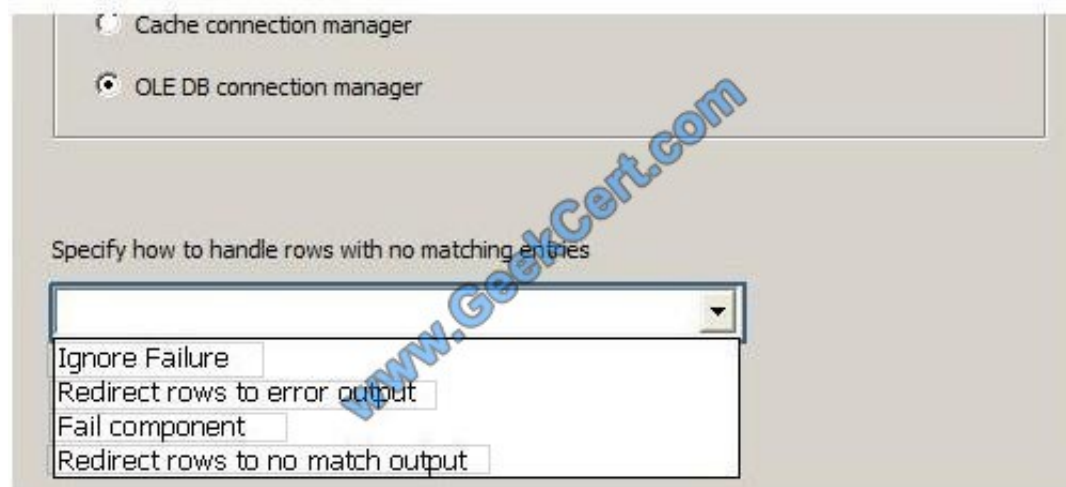 Cache connection manager
OLE DB connection manager
Specify how to handle rows with no matching entries
Ignore Failure
Redirect rows to error output
Fail component
Redirect rows to no match output
www.GeekCert.com